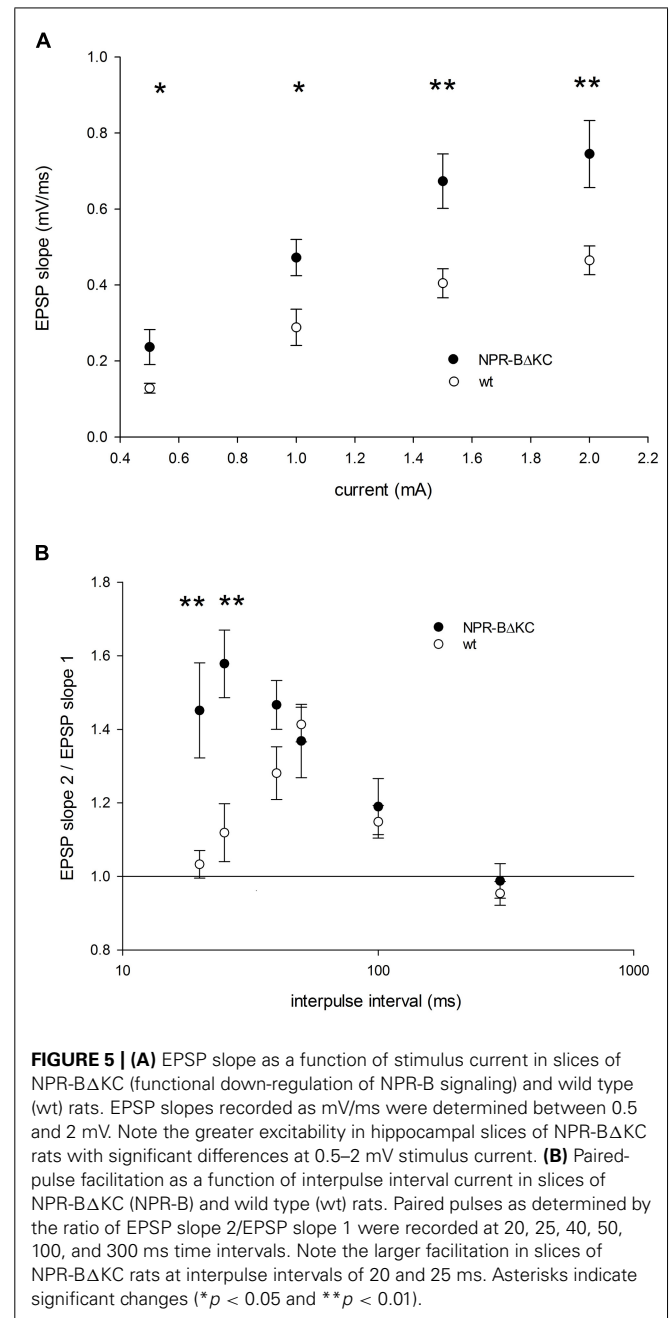 A
* * ** **
1.0
0.8
0.6
0.4
0.2
0.0
EPSP slope (mV/ms)
NPR-BΔKC
wt
0.4 0.6 0.8 1.0 1.2 1.4 1.6 1.8 2.0 2.2
current (mA)
B
** **
1.8
1.6
1.4
1.2
1.0
0.8
EPSP slope 2 / EPSP slope 1
NPR-BΔKC
wt
10 100 1000
interpulse interval (ms)
FIGURE 5 | (A) EPSP slope as a function of stimulus current in slices of
NPR-BΔKC (functional down-regulation of NPR-B signaling) and wild type
(wt) rats. EPSP slopes recorded as mV/ms were determined between 0.5
and 2 mV. Note the greater excitability in hippocampal slices of NPR-BΔKC
rats with significant differences at 0.5–2 mV stimulus current. (B) Paired-
pulse facilitation as a function of interpulse interval current in slices of
NPR-BΔKC (NPR-B) and wild type (wt) rats. Paired pulses as determined by
the ratio of EPSP slope 2/EPSP slope 1 were recorded at 20, 25, 40, 50,
100, and 300 ms time intervals. Note the larger facilitation in slices of
NPR-BΔKC rats at interpulse intervals of 20 and 25 ms. Asterisks indicate
significant changes (*p < 0.05 and **p < 0.01).